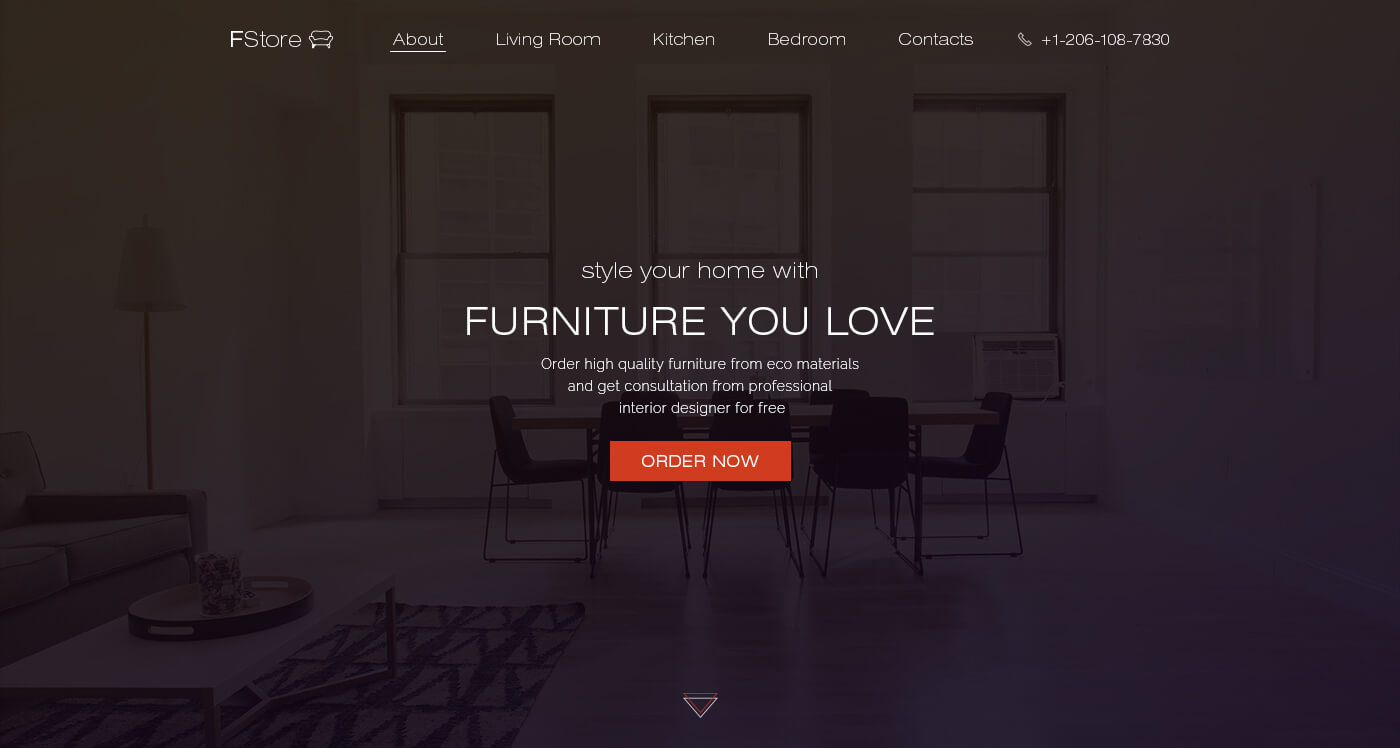 FStore
About
Living Room
Kitchen
Bedroom
Contacts
+1-206-108-7830
style your home with
FURNITURE YOU LOVE
Order high quality furniture from eco materials
and get consultation from professional
interior designer for free
ORDER NOW